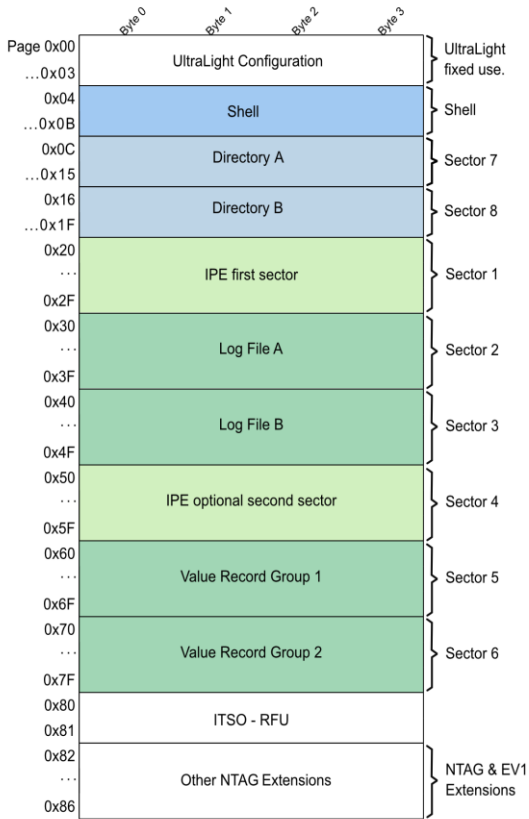 Byte 0 Byte 1 Byte 2 Byte 3
Page 0x00
...0x03
UltraLight Configuration
UltraLight
fixed use.
0x04
...0x0B
Shell
Shell
0x0C
...0x15
Directory A
Sector 7
0x16
...0x1F
Directory B
Sector 8
0x20
...
0x2F
IPE first sector
Sector 1
0x30
...
0x3F
Log File A
Sector 2
0x40
...
0x4F
Log File B
Sector 3
0x50
...
0x5F
IPE optional second sector
Sector 4
0x60
...
0x6F
Value Record Group 1
Sector 5
0x70
...
0x7F
Value Record Group 2
Sector 6
0x80
0x81
ITSO - RFU
0x82
...
0x86
Other NTAG Extensions
NTAG & EV1
Extensions